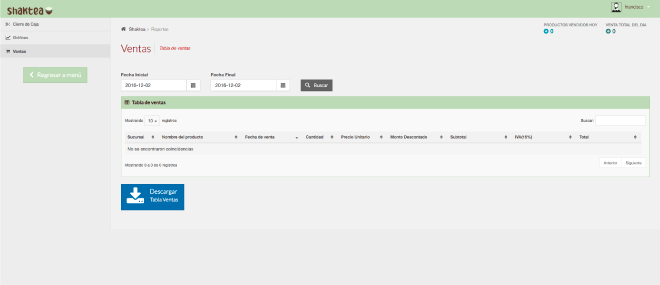 shaktea
francisco
Cierre de Caja
Gráficas
Ventas
Regresar a menú
Shaktea / Reportes
PRODUCTOS VENDIDOS HOY
0
VENTA TOTAL DEL DIA
0
Ventas
Tabla de ventas
Fecha Inicial
Fecha Final
2016-12-02
2016-12-02
Buscar
Tabla de ventas
Mostrando 10 registros
Buscar:
Sucursal
Nombre del producto
Fecha de venta
Cantidad
Precio Unitario
Monto Descontado
Subtotal
IVA(16%)
Total
No se encontraron coincidencias
Mostrando 0 a 0 de 0 registros
Anterior
Siguiente
Descargar
Tabla Ventas